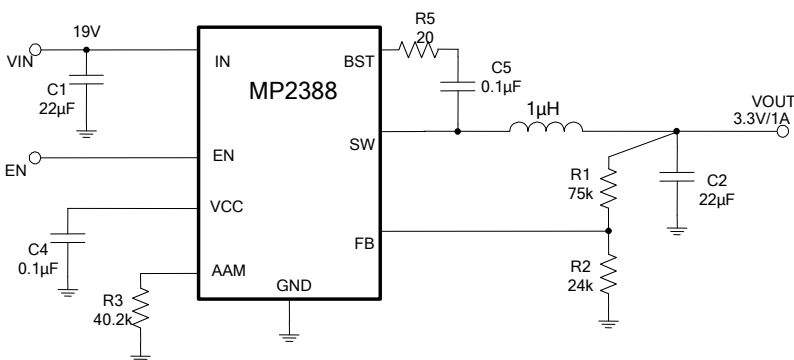 R5
20
19V
VIN
IN
BST
C5
0.1µF
C1
22µF
MP2388
1µH
VOUT
3.3V/1A
SW
EN
EN
R1
75k
C2
22µF
VCC
FB
C4
0.1µF
AAM
R2
24k
GND
R3
40.2k